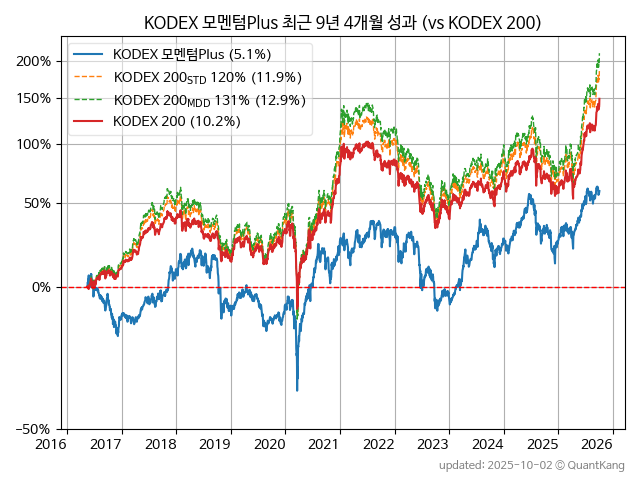 KODEX 모멘텀Plus 최근 9년 4개월 성과 (vs KODEX 200)
KODEX 모멘텀Plus (5.1%)
KODEX 200STD 120% (11.9%)
KODEX 200MDD 131% (12.9%)
KODEX 200 (10.2%)
200%
150%
100%
50%
0%
−50%
2016 2017 2018 2019 2020 2021 2022 2023 2024 2025 2026
updated: 2025-10-02 © QuantKang